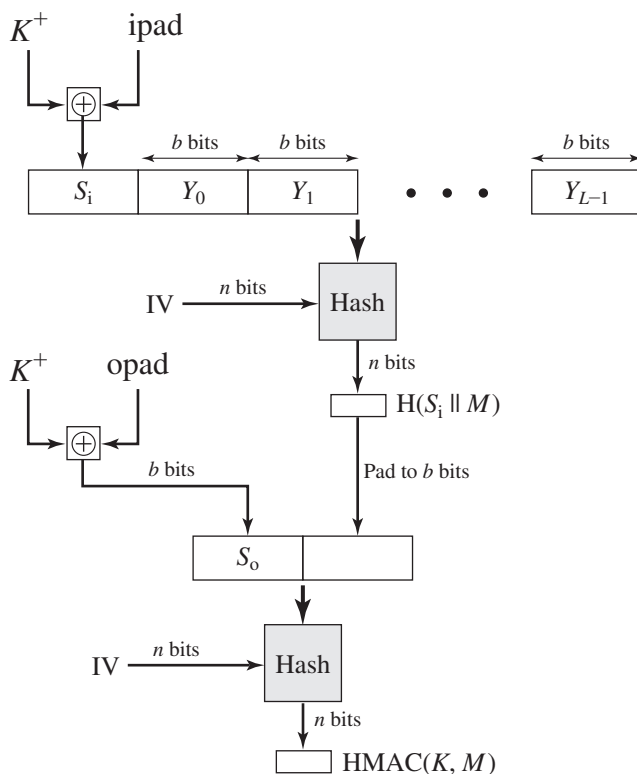 K⁺ ipad
⊕
b bits b bits b bits
Sᵢ Y₀ Y₁ • • • Y_{L–1}
IV n bits Hash
n bits
K⁺ opad
H(Sᵢ || M)
⊕
b bits Pad to b bits
Sₒ
IV n bits Hash
n bits
HMAC(K, M)